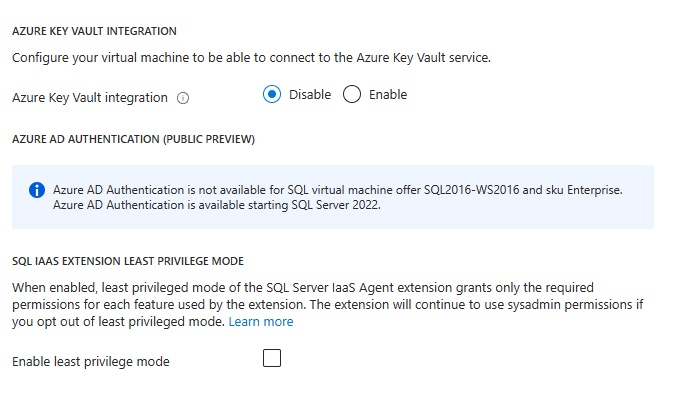 AZURE KEY VAULT INTEGRATION
Configure your virtual machine to be able to connect to the Azure Key Vault service.
Azure Key Vault integration Disable Enable
AZURE AD AUTHENTICATION (PUBLIC PREVIEW)
Azure AD Authentication is not available for SQL virtual machine offer SQL2016-WS2016 and sku Enterprise.
Azure AD Authentication is available starting SQL Server 2022.
SQL IAAS EXTENSION LEAST PRIVILEGE MODE
When enabled, least privileged mode of the SQL Server IaaS Agent extension grants only the required
permissions for each feature used by the extension. The extension will continue to use sysadmin permissions if
you opt out of least privileged mode. Learn more
Enable least privilege mode